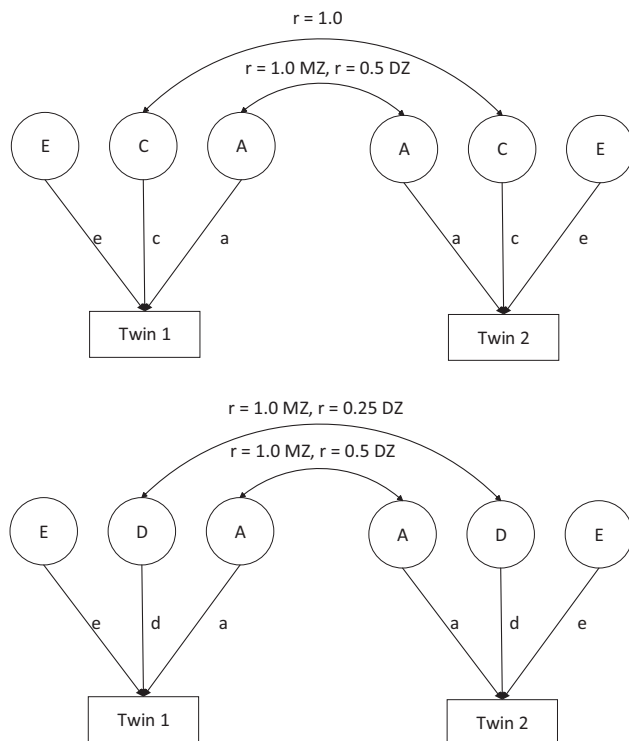 r = 1.0
r = 1.0 MZ, r = 0.5 DZ
E C A A C E
e c a a c e
Twin 1 Twin 2
r = 1.0 MZ, r = 0.25 DZ
r = 1.0 MZ, r = 0.5 DZ
E D A A D E
e d a a d e
Twin 1 Twin 2